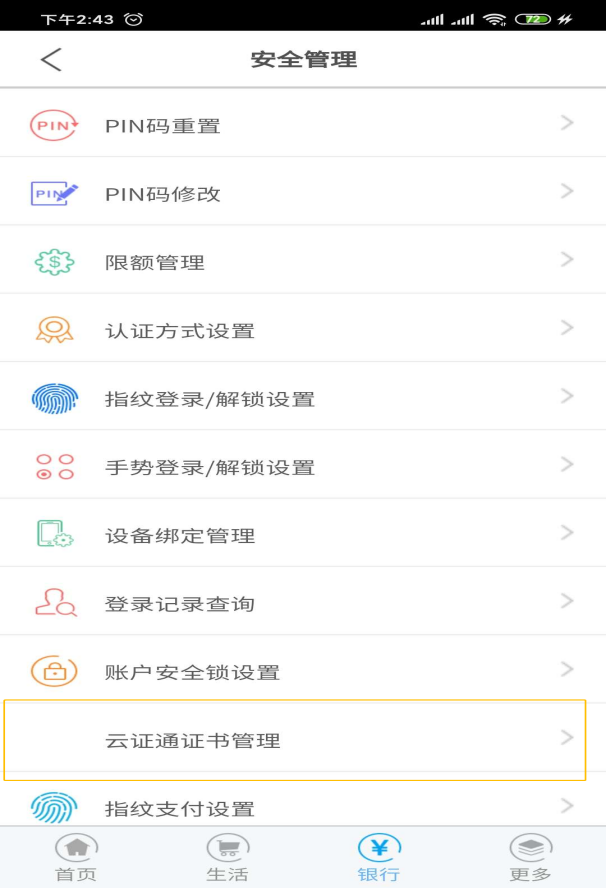 下午2:43
72
安全管理
PIN
PIN码重置
PIN
PIN码修改
$
限额管理
认证方式设置
指纹登录/解锁设置
手势登录/解锁设置
设备绑定管理
登录记录查询
账户安全锁设置
云证通证书管理
指纹支付设置
¥
首页
生活
银行
更多